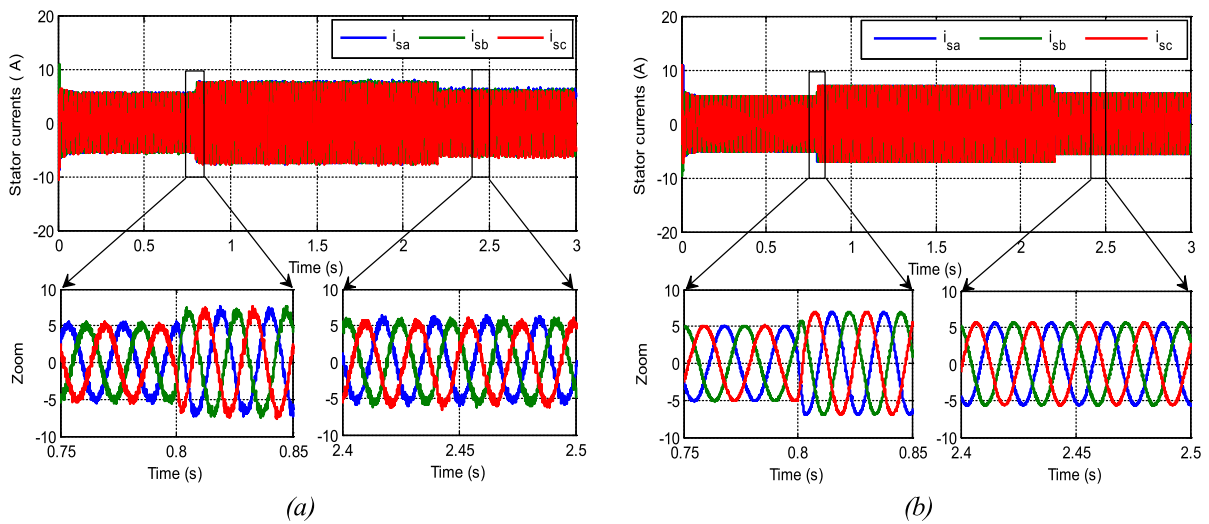 20
10
0
-10
-20
Stator currents ( A)
i_sa i_sb i_sc
0 0.5 1 1.5 2 2.5 3
Time (s)
10
5
0
-5
-10
Zoom
0.75 0.8 0.85
Time (s)
10
5
0
-5
-10
2.4 2.45 2.5
Time (s)
(a)
20
10
0
-10
-20
Stator currents (A)
i_sa i_sb i_sc
0 0.5 1 1.5 2 2.5 3
Time (s)
10
5
0
-5
-10
Zoom
0.75 0.8 0.85
Time (s)
10
5
0
-5
-10
2.4 2.45 2.5
Time (s)
(b)